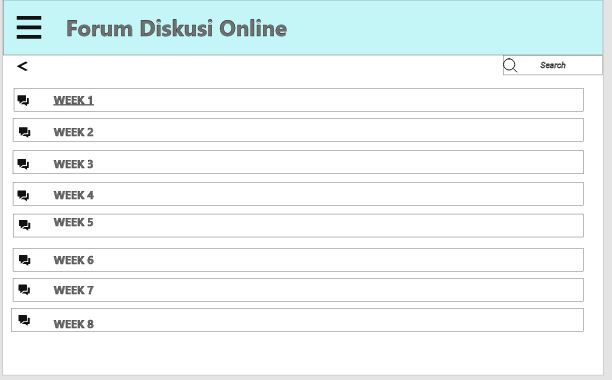 Forum Diskusi Online
<
Search
WEEK 1
WEEK 2
WEEK 3
WEEK 4
WEEK 5
WEEK 6
WEEK 7
WEEK 8